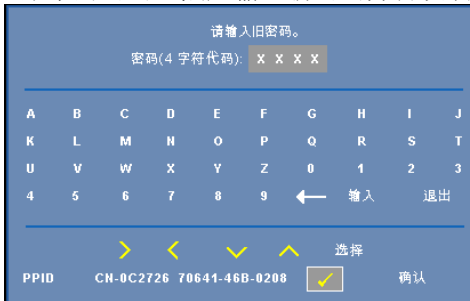 请输入旧密码。
密码(4 字符代码): X X X X
A B C D E F G H I J
K L M N O P Q R S T
U V W X Y Z 0 1 2 3
4 5 6 7 8 9 ← 输入 退出
> < ∨ ∧ 选择
PPID CN-0C2726 70641-46B-0208 ✓ 确认